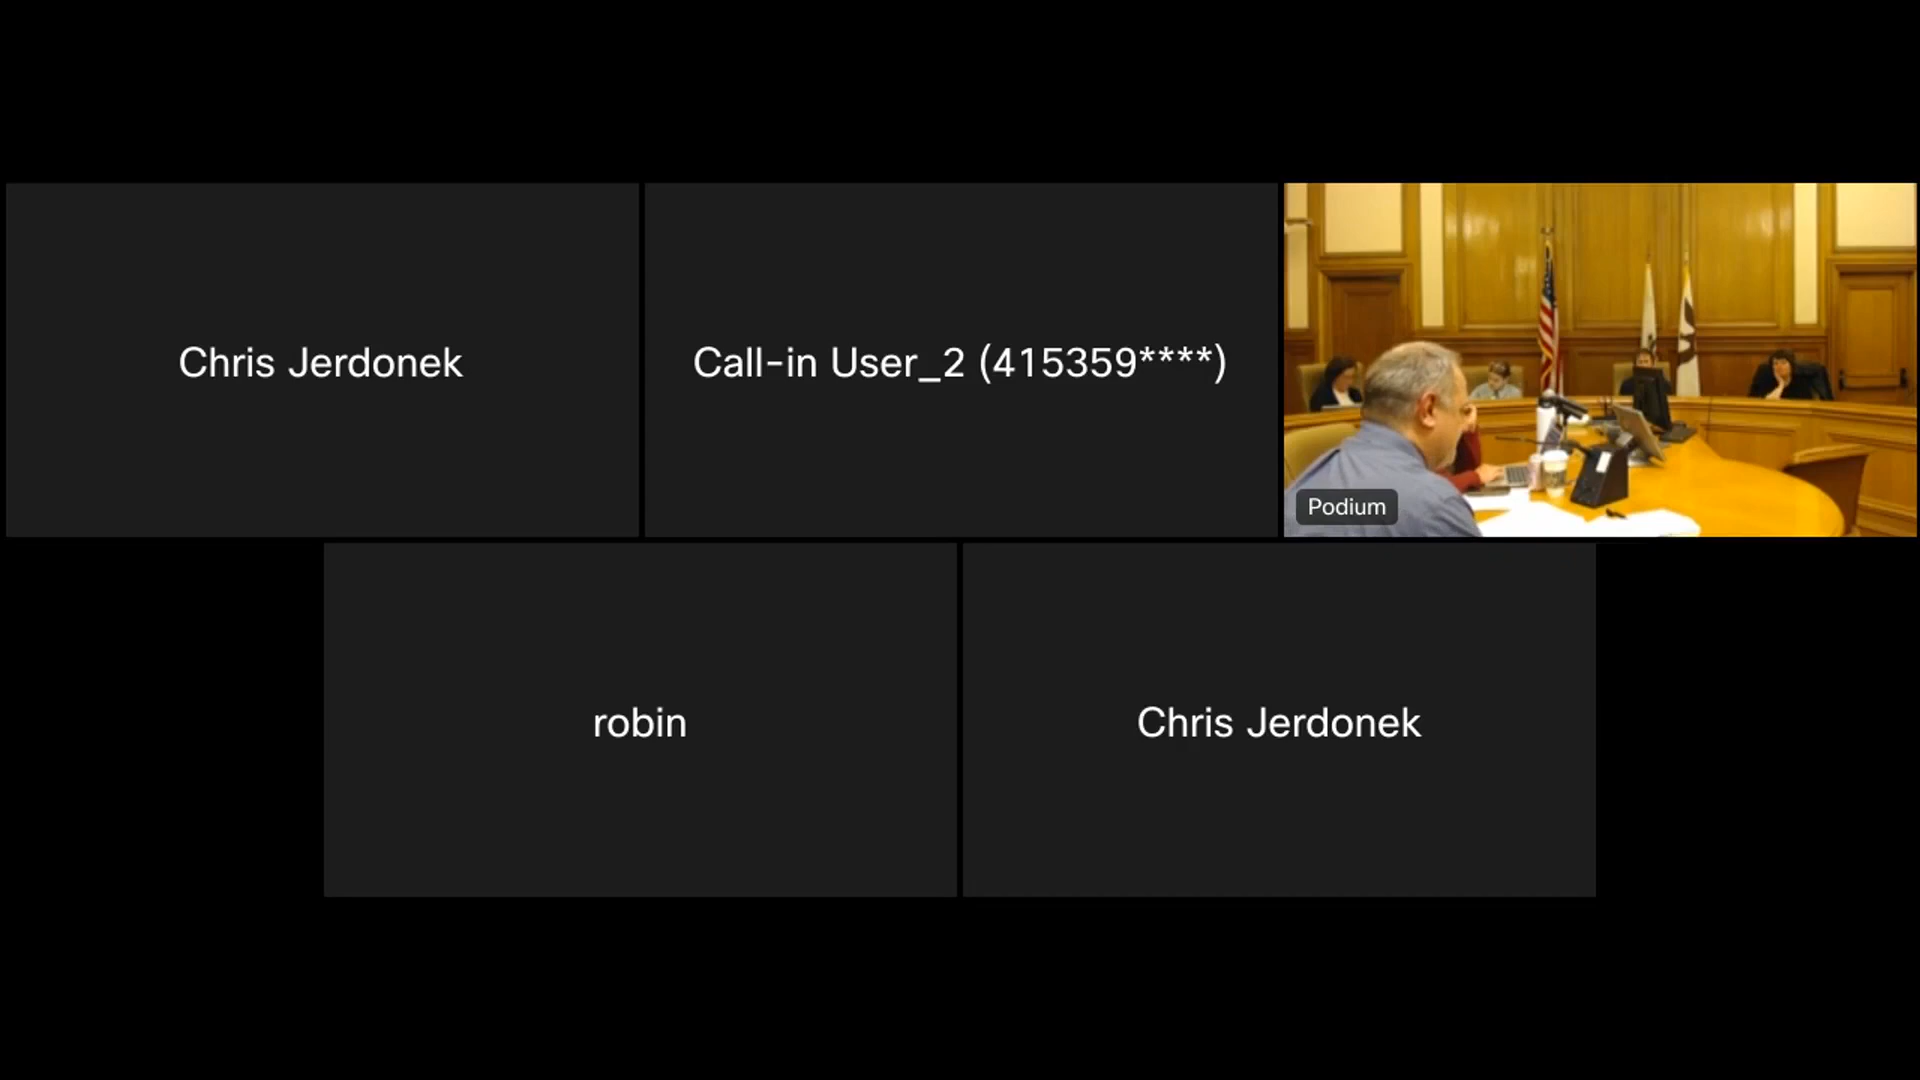 Chris Jerdonek
Call-in User_2 (415359****)
Podium
robin
Chris Jerdonek